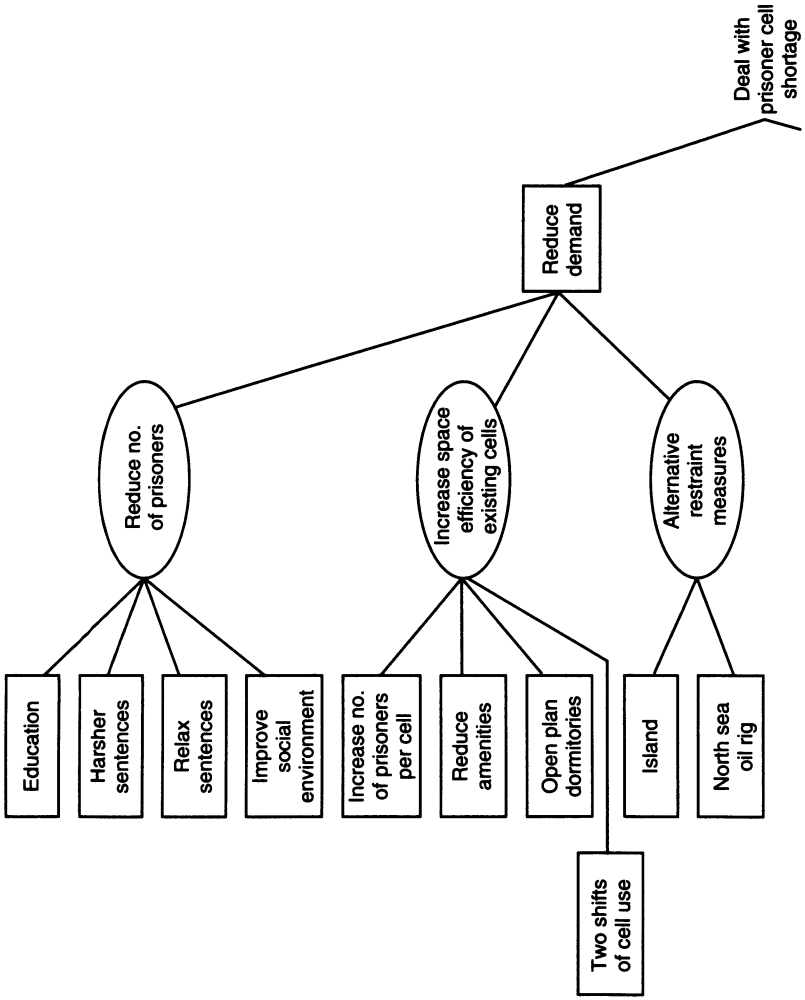 Deal with
prisoner cell
shortage
Reduce
demand
Reduce no.
of prisoners
Increase space
efficiency of
existing cells
Alternative
restraint
measures
Education
Harsher
sentences
Relax
sentences
Improve
social
environment
Increase no.
of prisoners
per cell
Reduce
amenities
Open plan
dormitories
Two shifts
of cell use
Island
North sea
oil rig